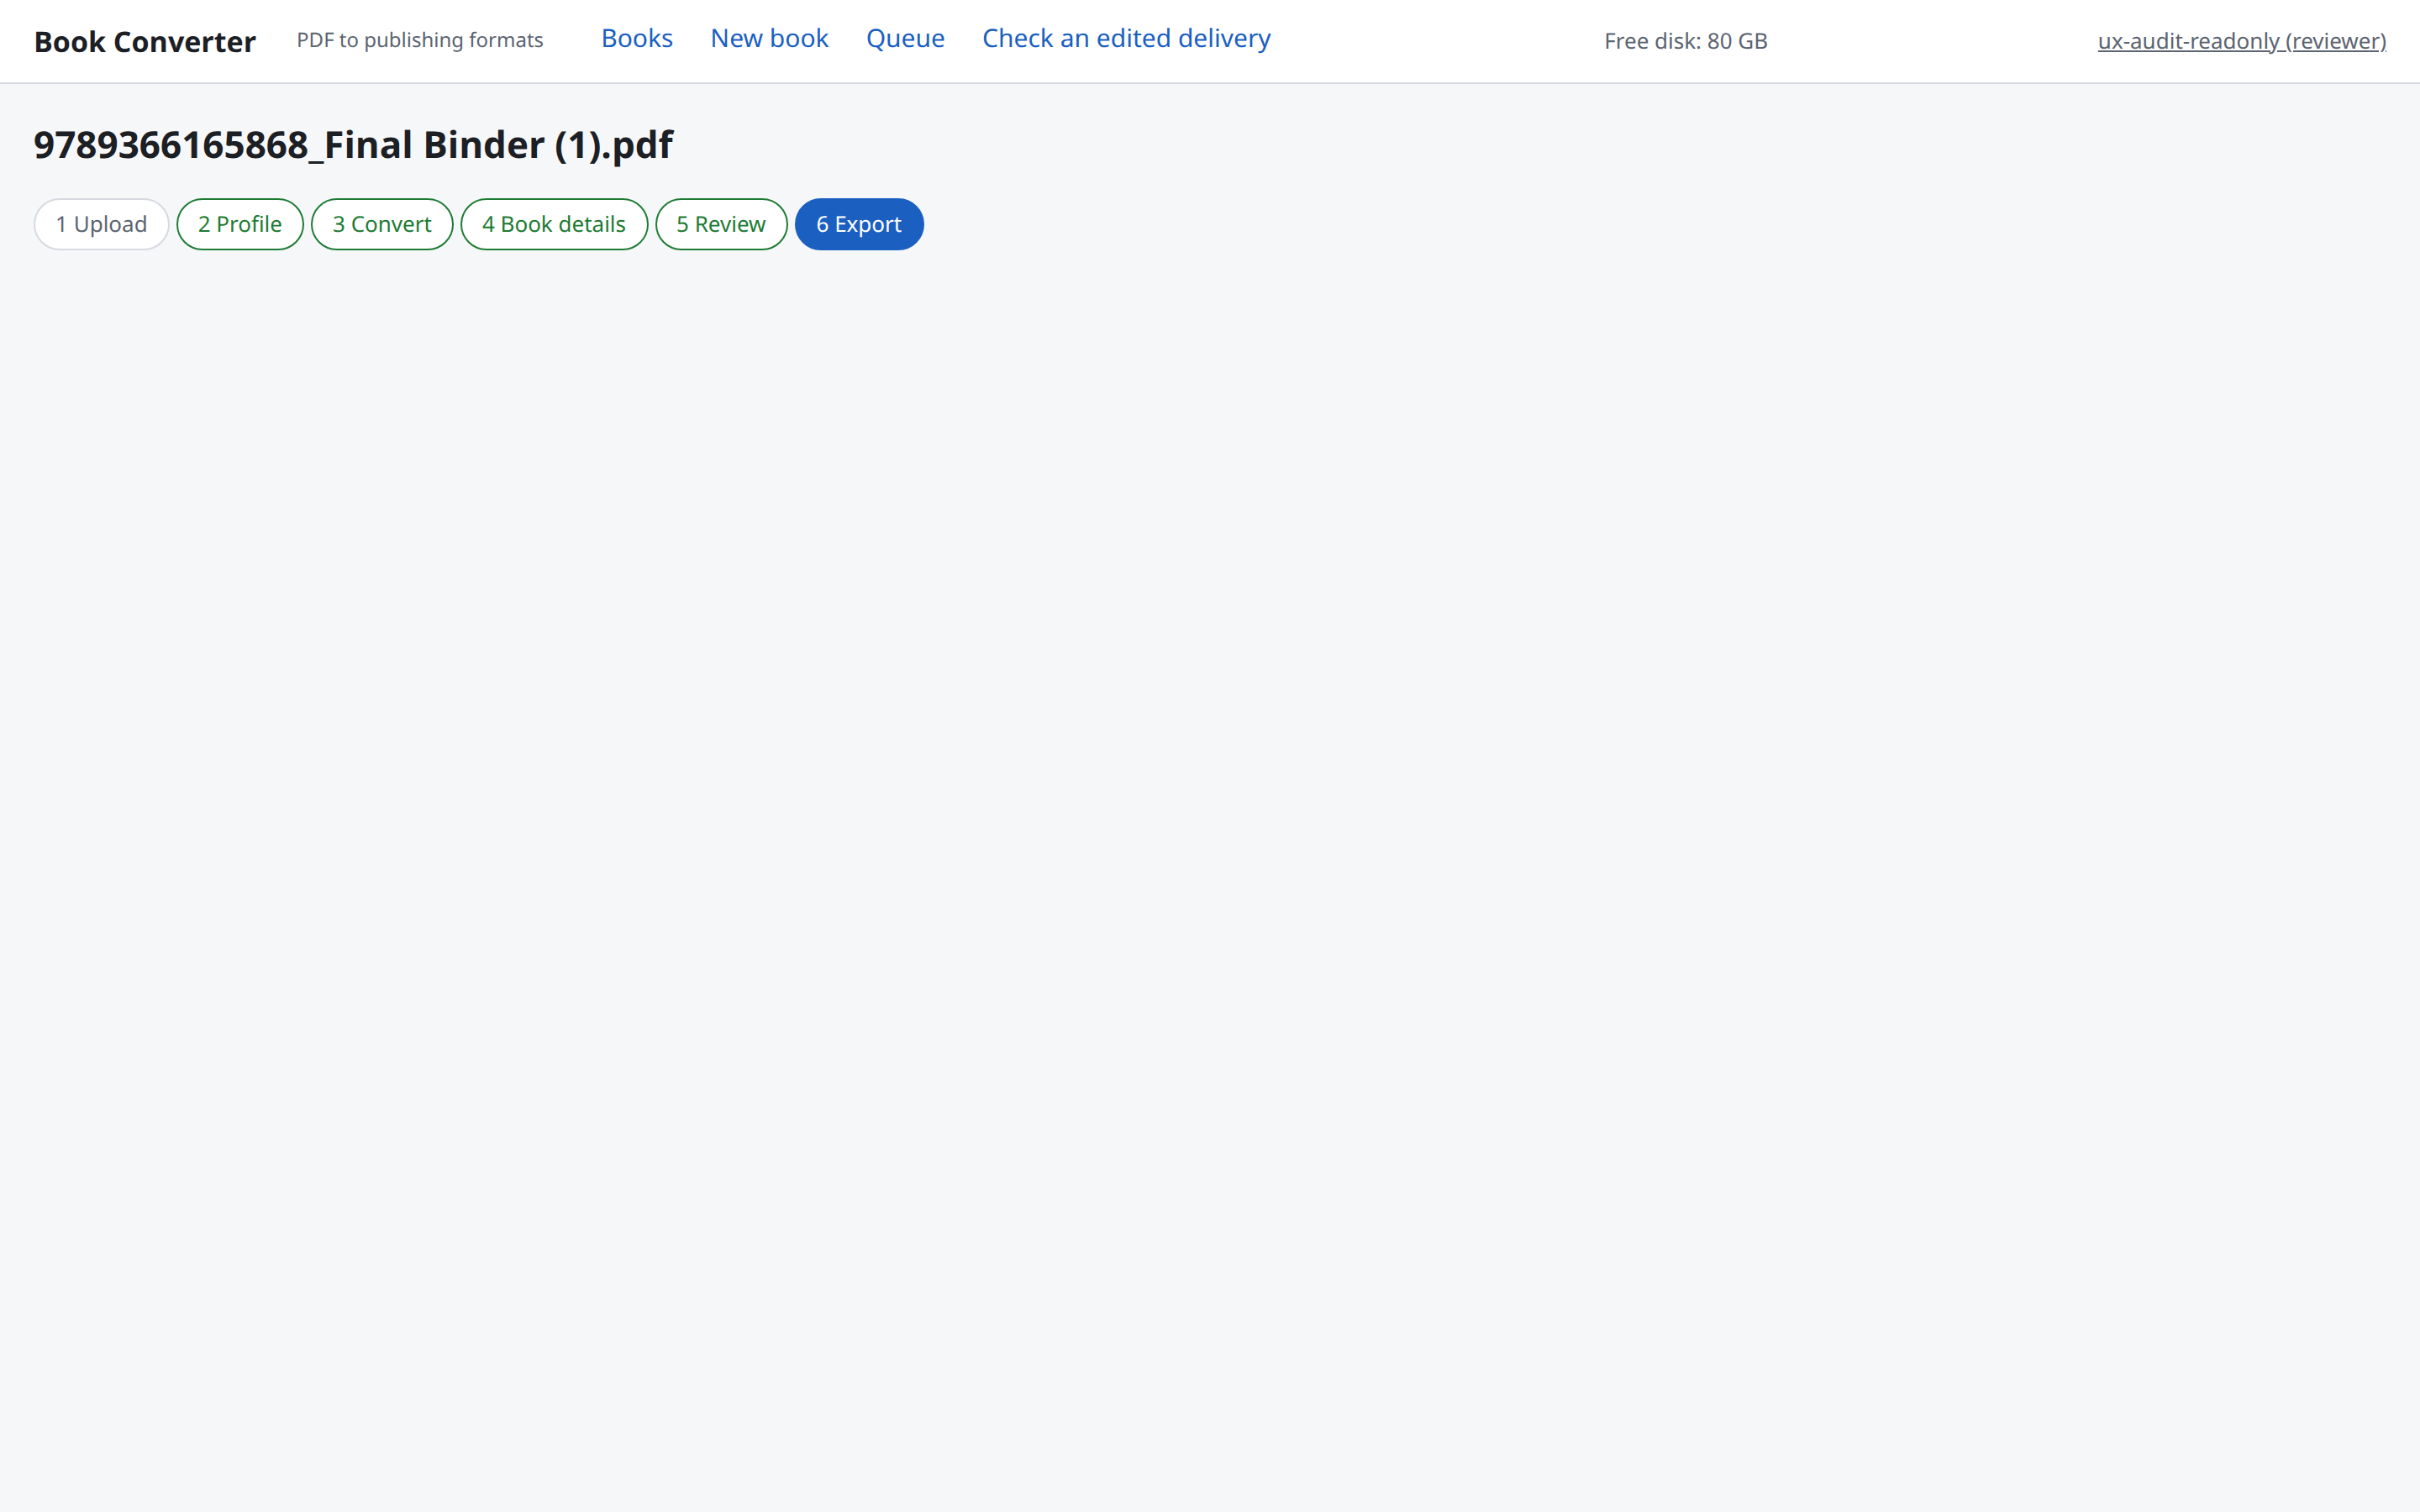 Book Converter PDF to publishing formats Books New book Queue Check an edited delivery Free disk: 80 GB ux-audit-readonly (reviewer)
9789366165868_Final Binder (1).pdf
1 Upload 2 Profile 3 Convert 4 Book details 5 Review 6 Export